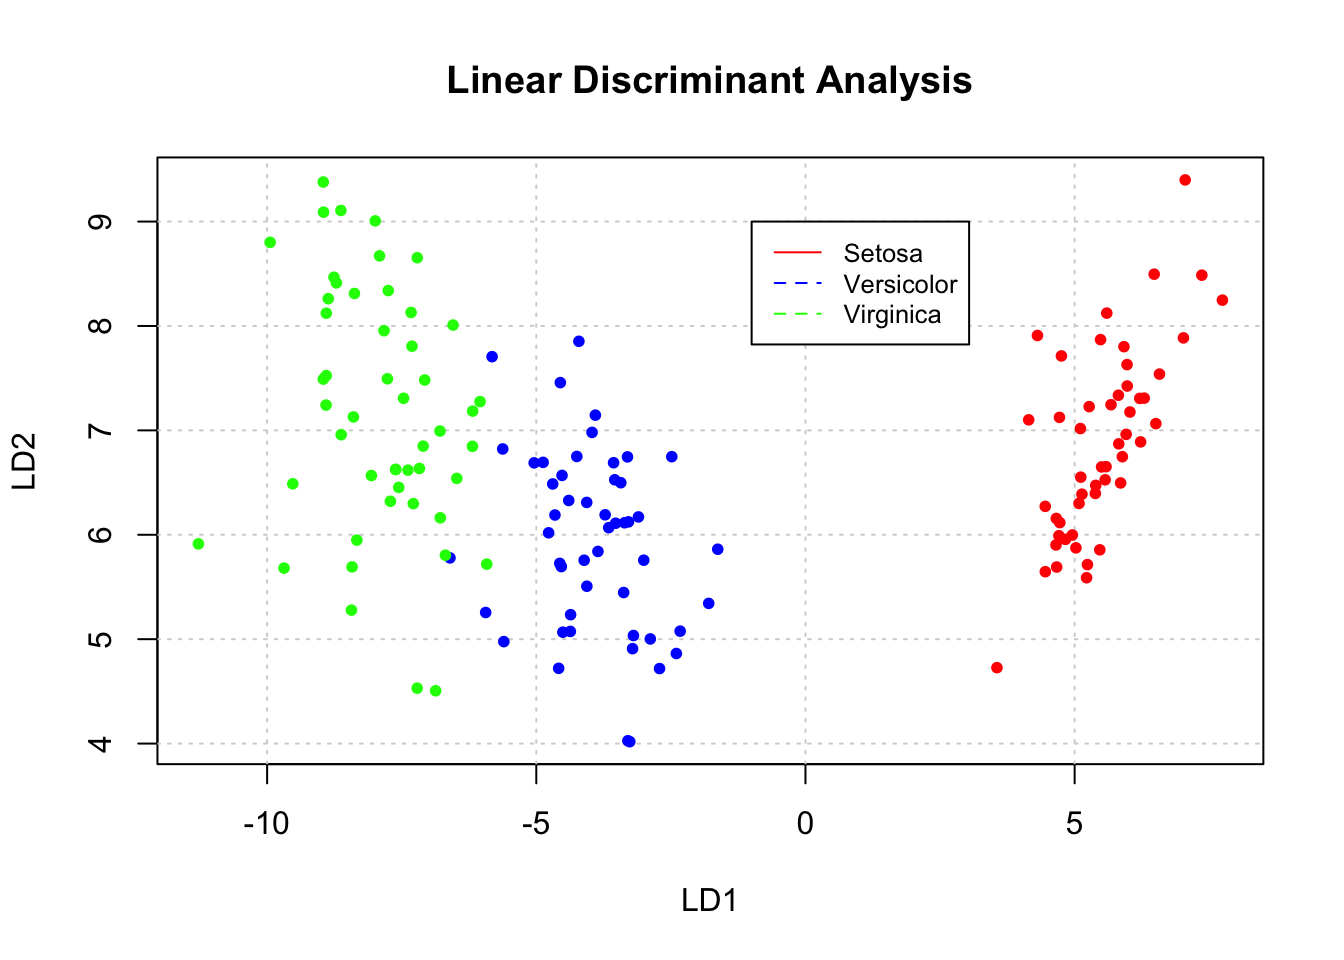 Linear Discriminant Analysis
LD2
9
8
7
6
5
4
Setosa
Versicolor
Virginica
-10 -5 0 5
LD1